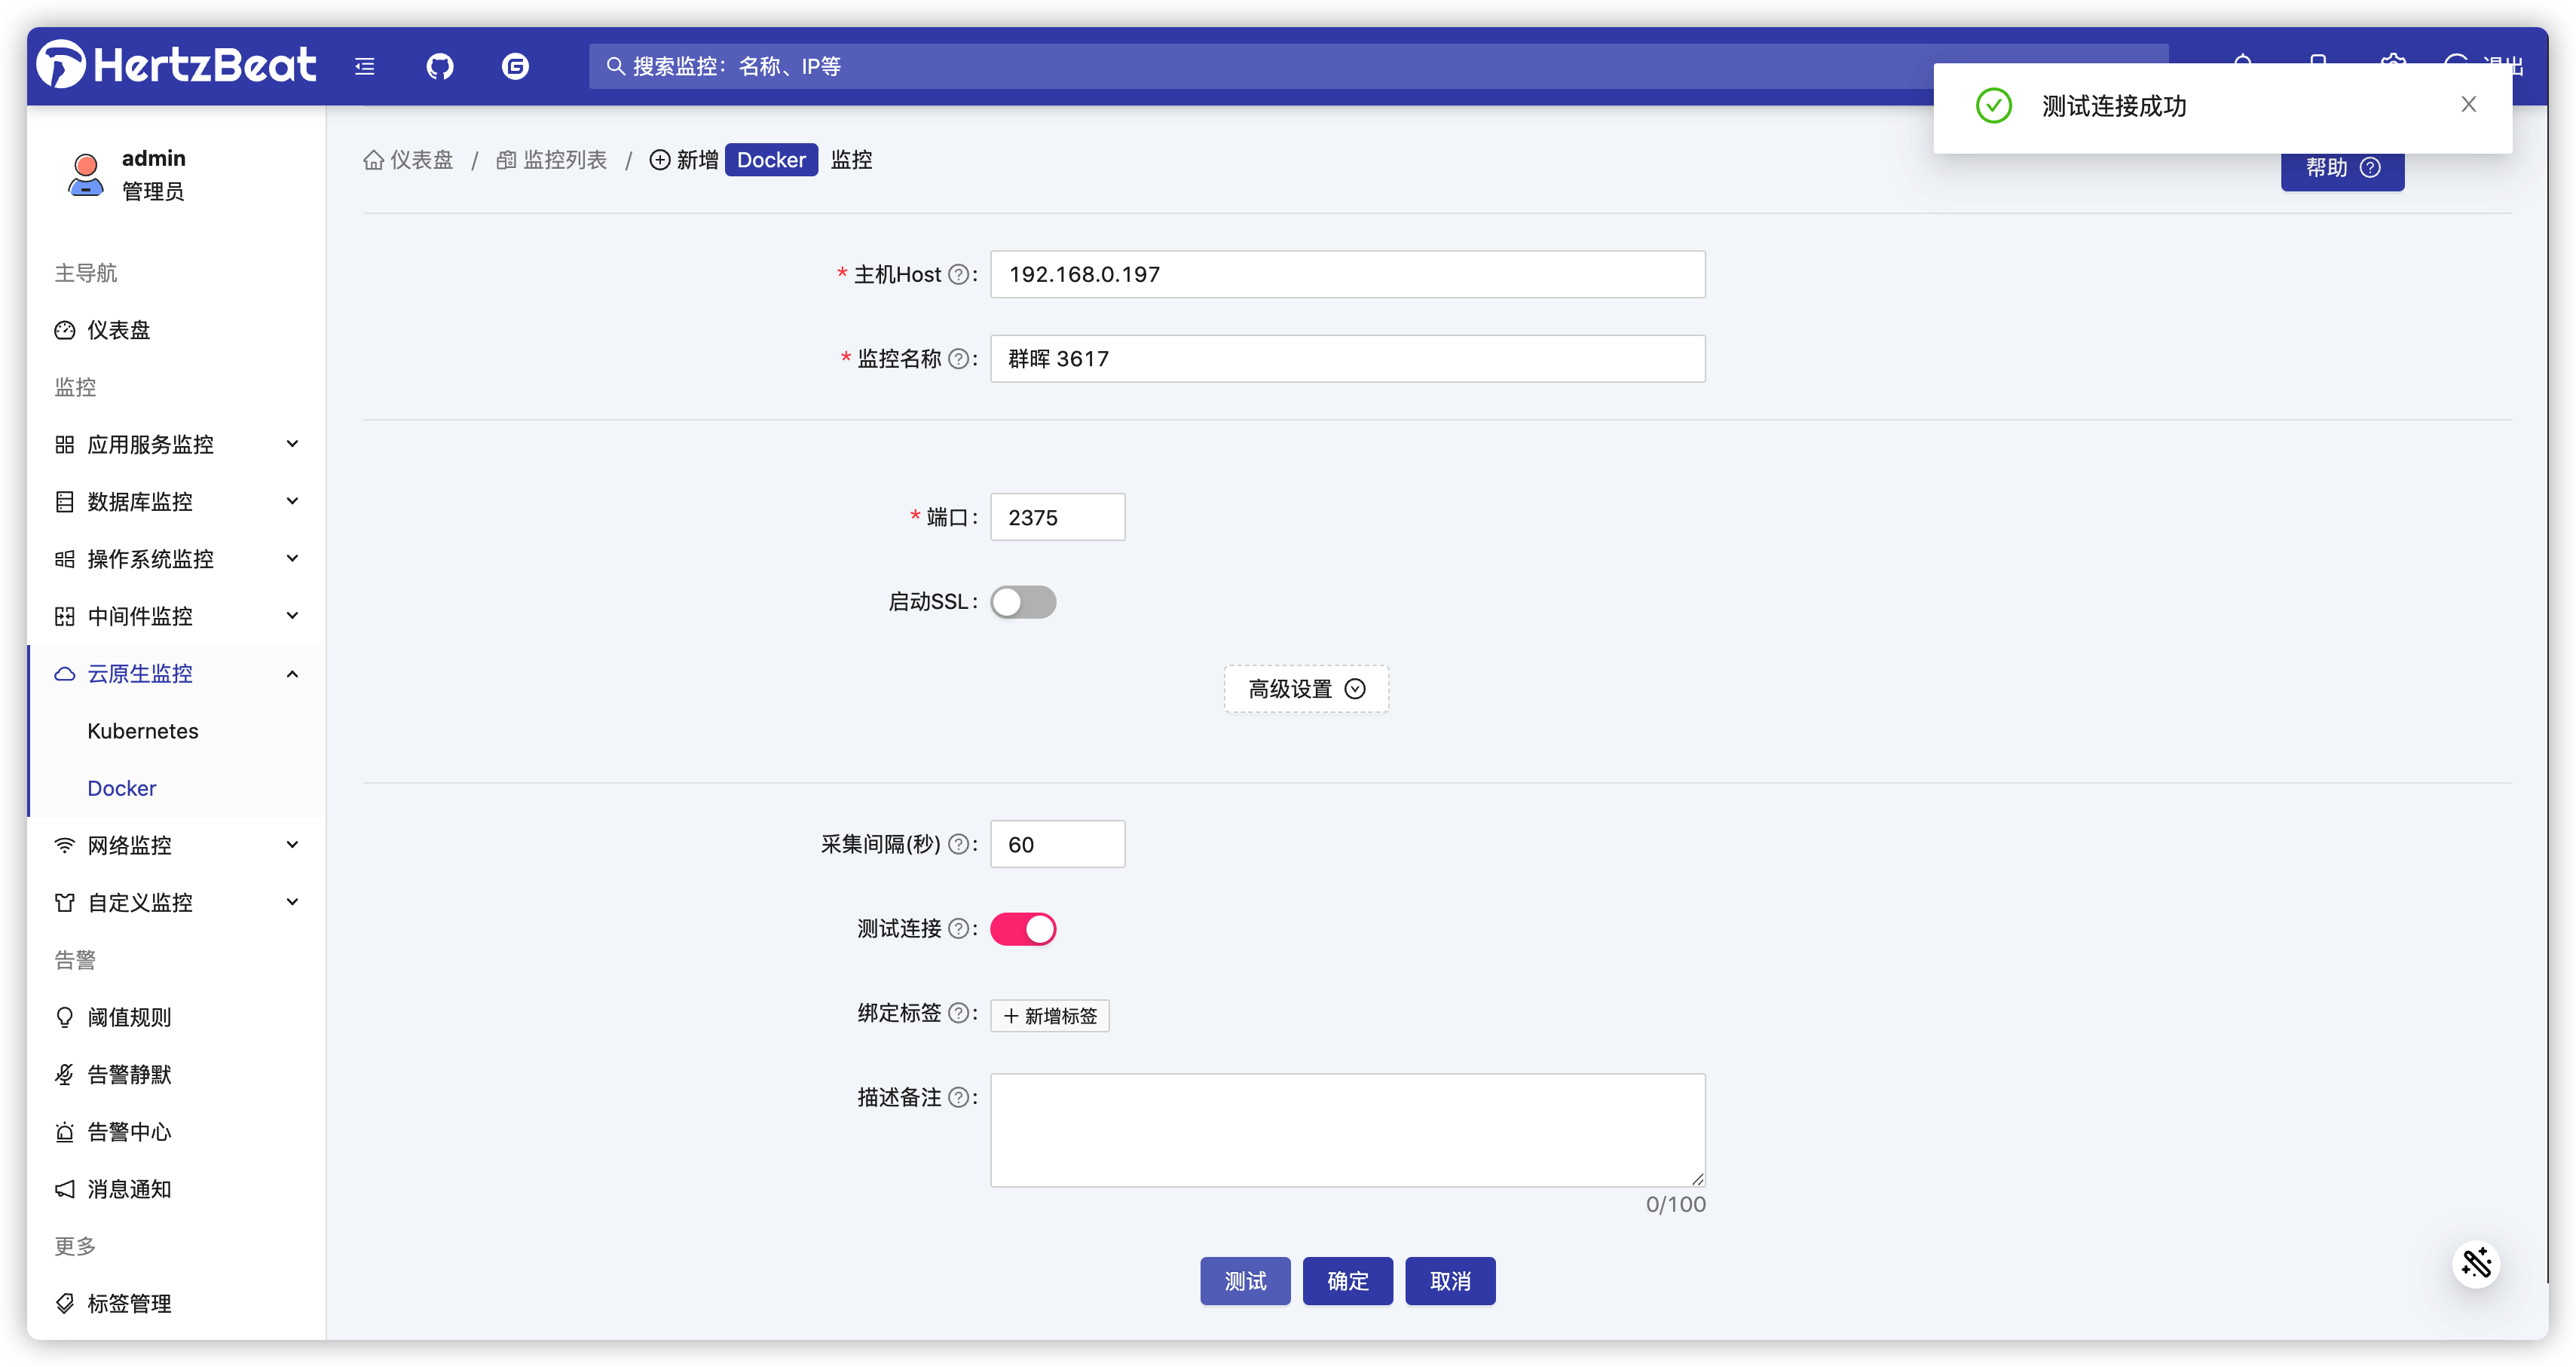 HertzBeat
搜索监控：名称、IP等
测试连接成功
admin
管理员
仪表盘 / 监控列表 / 新增 Docker 监控
帮助
主导航
仪表盘
监控
应用服务监控
数据库监控
操作系统监控
中间件监控
云原生监控
Kubernetes
Docker
网络监控
自定义监控
告警
阈值规则
告警静默
告警中心
消息通知
更多
标签管理
* 主机Host : 192.168.0.197
* 监控名称 : 群晖 3617
* 端口 : 2375
启动SSL :
高级设置
采集间隔(秒) : 60
测试连接 :
绑定标签 : + 新增标签
描述备注 :
0/100
测试 确定 取消